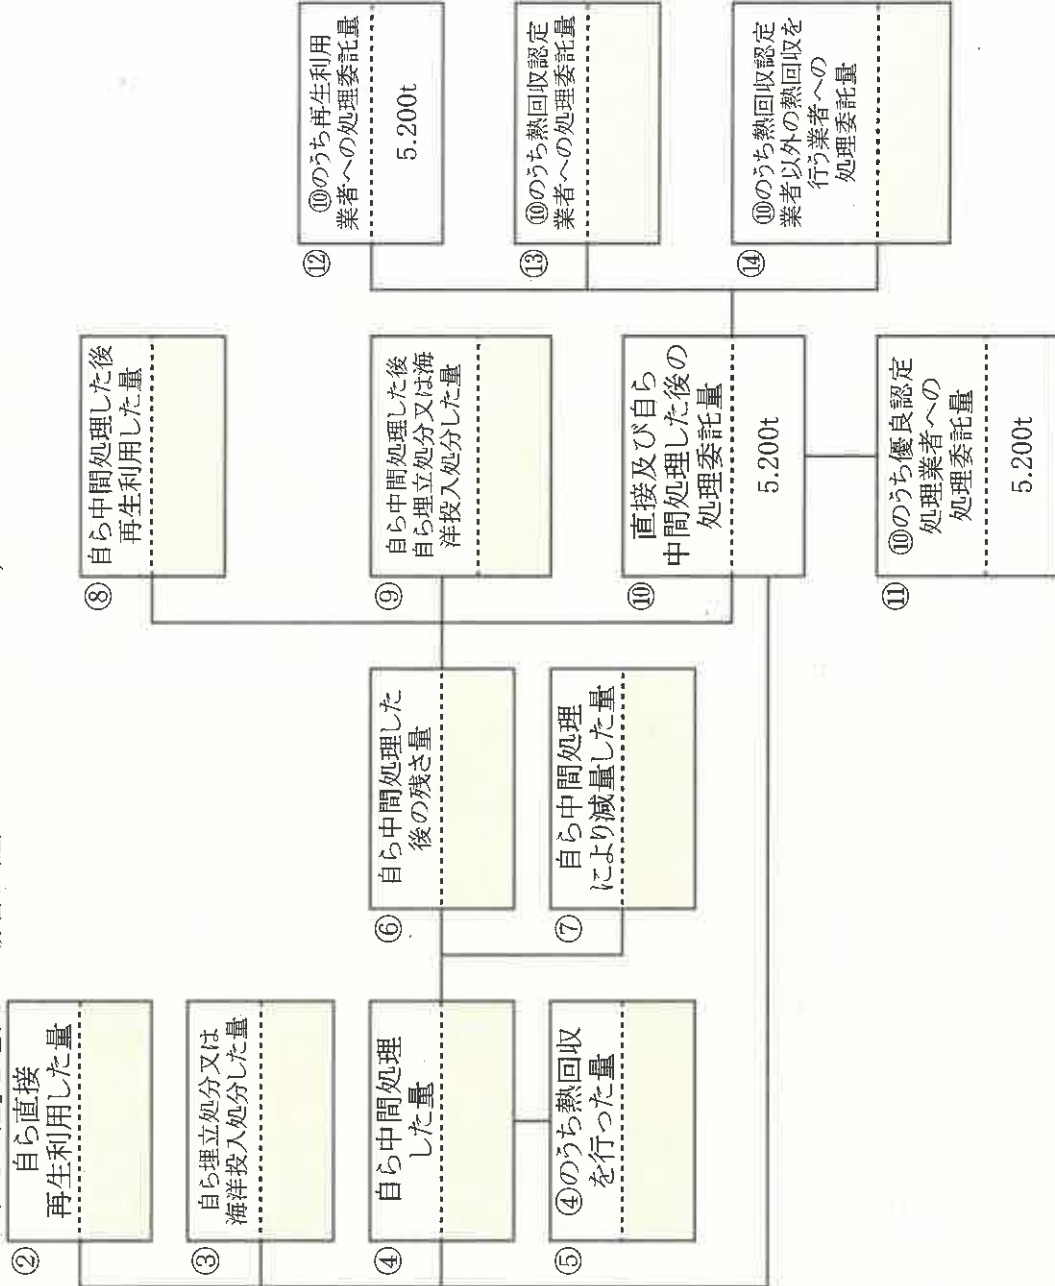 ②
自ら直接
再生利用した量
③
自ら埋立処分又は
海洋投入処分した量
④
自ら中間処理
した量
⑤
④のうち熱回収
を行った量
⑥
自ら中間処理した
後の残さ量
⑦
自ら中間処理
により減量した量
⑧
自ら中間処理した後
再生利用した量
⑨
自ら中間処理した後
自ら埋立処分又は海
洋投入処分した量
⑩
直接及び自ら
中間処理した後の
処理委託量
5.200t
⑪
⑩のうち優良認定
処理業者への
処理委託量
5.200t
⑫
⑩のうち再生利用
業者への処理委託量
5.200t
⑬
⑩のうち熱回収認定
業者への処理委託量
⑭
⑩のうち熱回収認定
業者以外の熱回収を
行う業者への
処理委託量